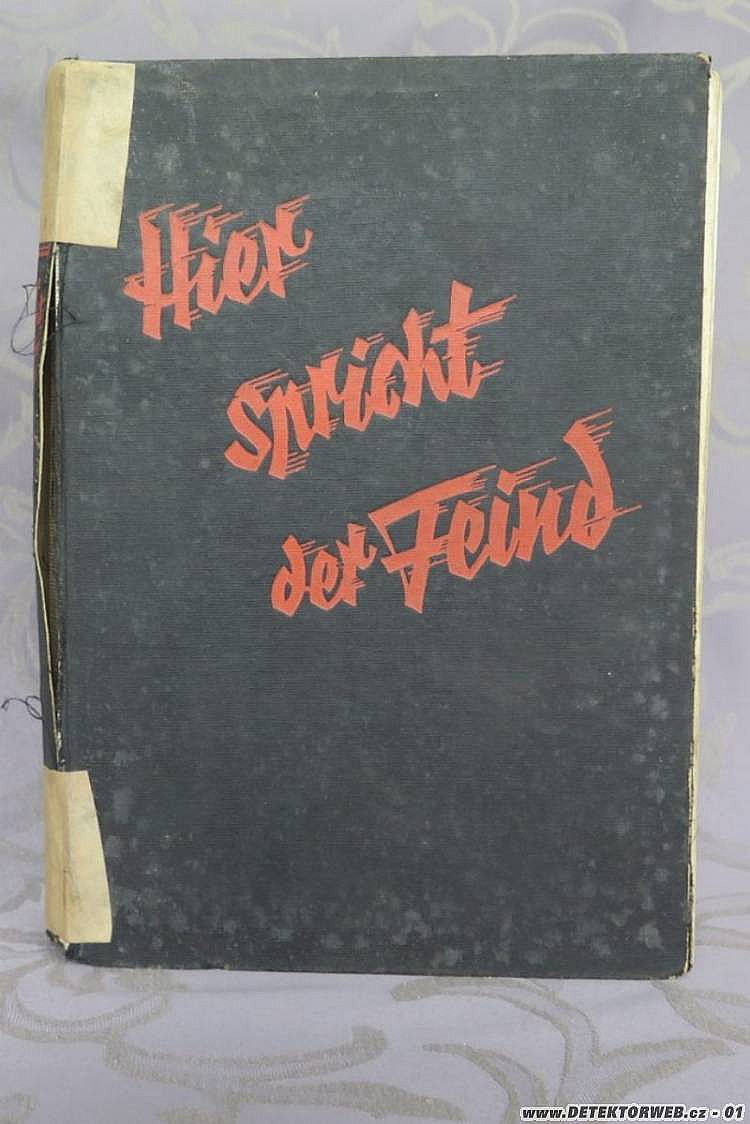 Hier
spricht
der Feind
www.DETEKTORWEB.cz - 01